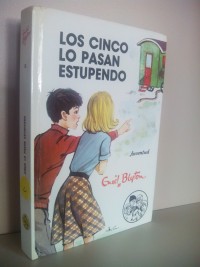 LOS CINCO
LO PASAN
ESTUPENDO
Juventud
Enid Blyton